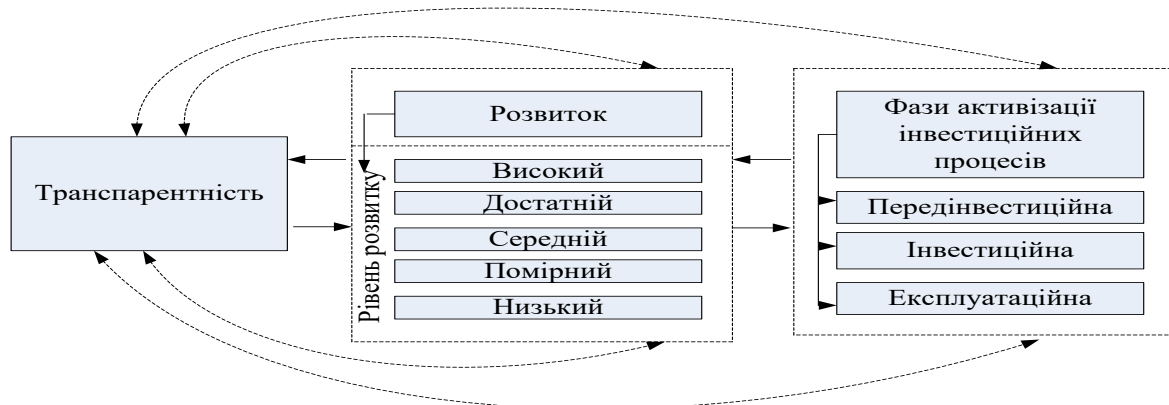 Транспарентність
Розвиток
Рівень розвитку
Високий
Достатній
Середній
Помірний
Низький
Фази активізації
інвестиційних
процесів
Передінвестиційна
Інвестиційна
Експлуатаційна